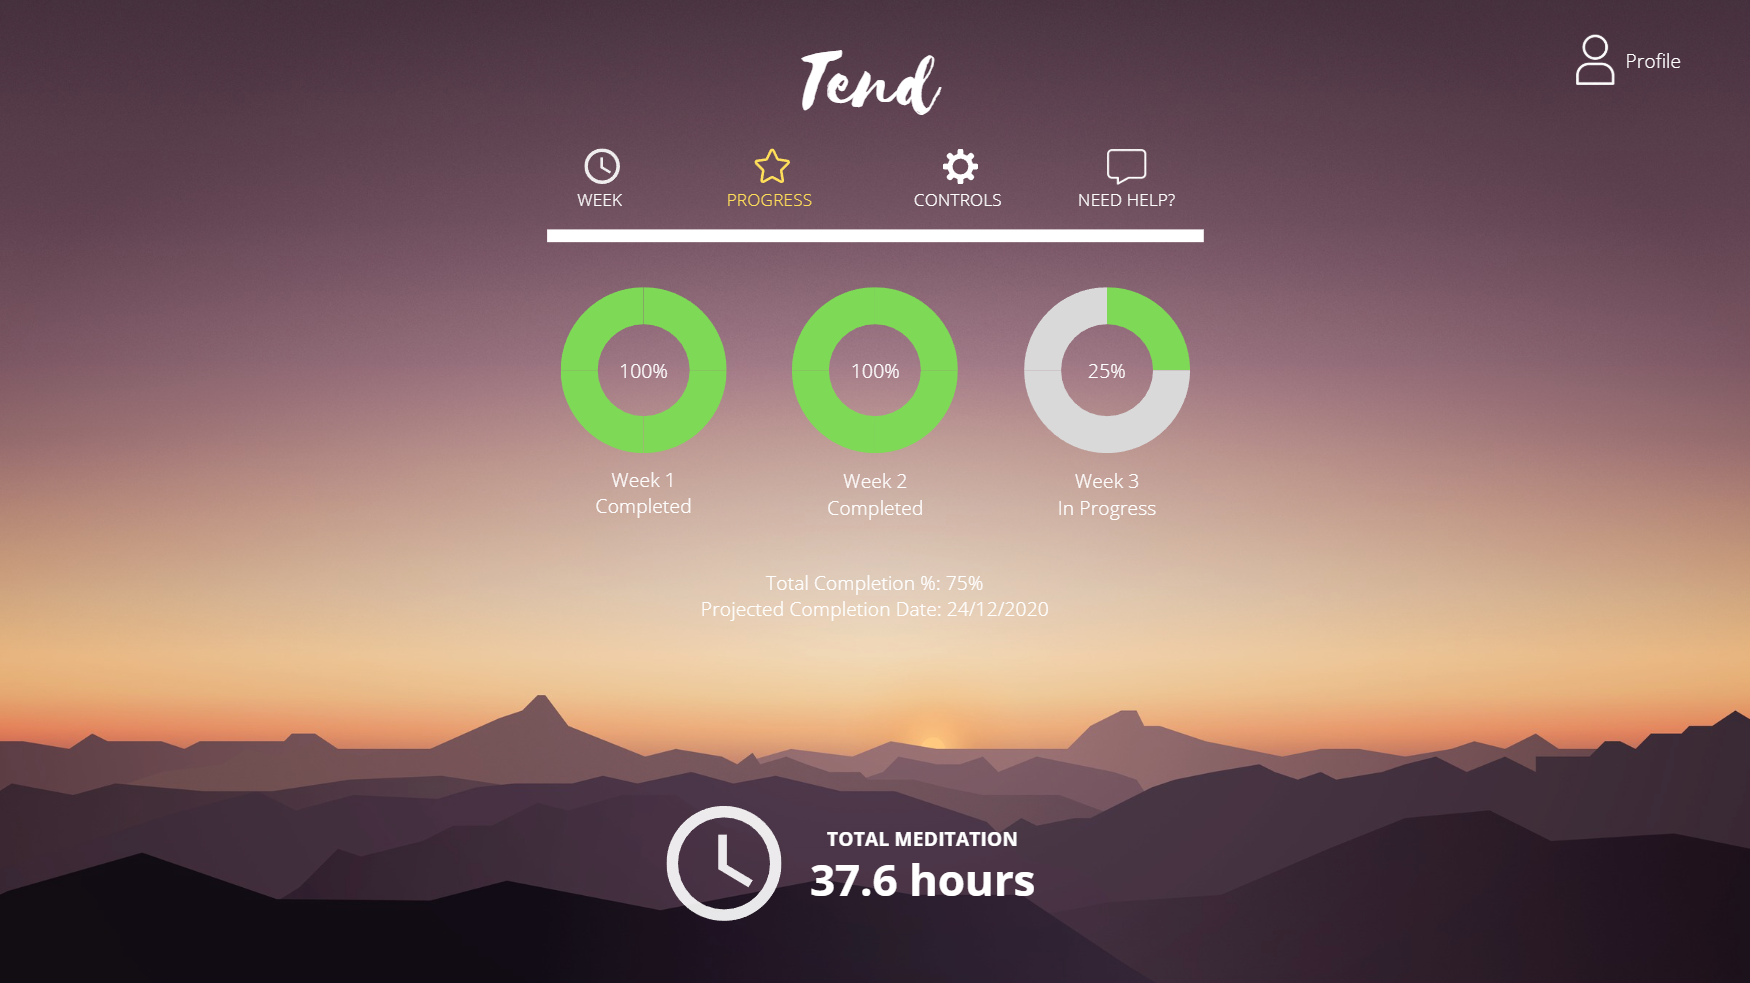 Tend
Profile
WEEK
PROGRESS
CONTROLS
NEED HELP?
100%
100%
25%
Week 1
Completed
Week 2
Completed
Week 3
In Progress
Total Completion %: 75%
Projected Completion Date: 24/12/2020
TOTAL MEDITATION
37.6 hours